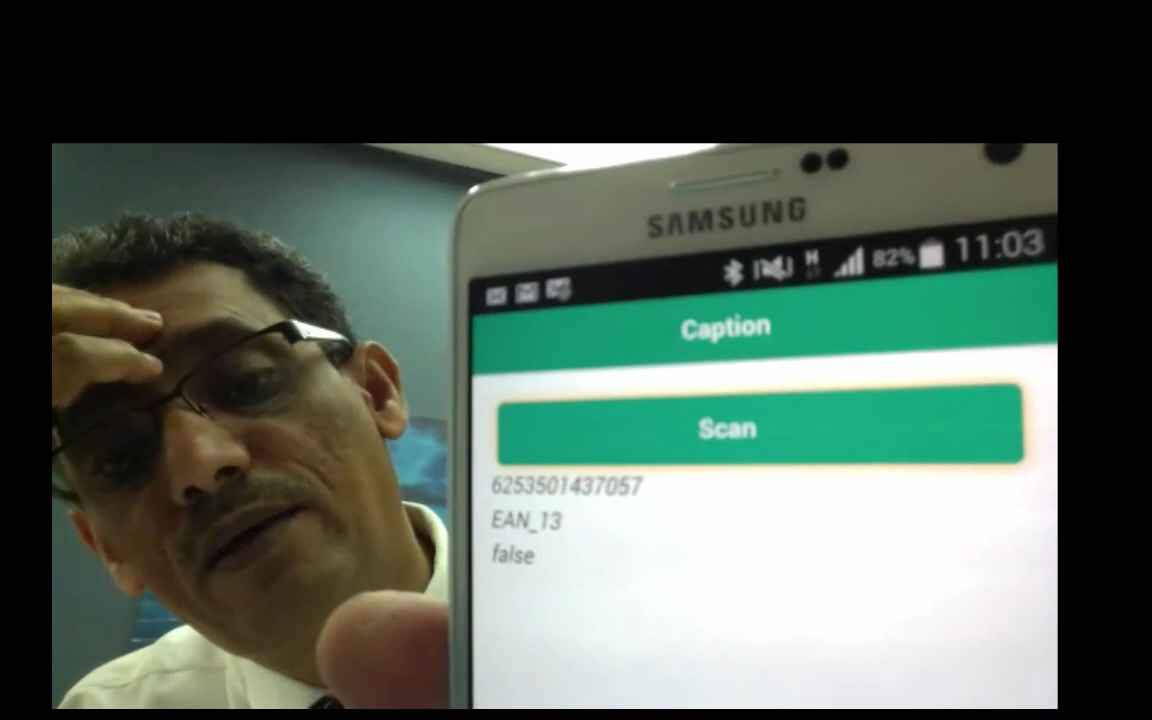 SAMSUNG
82% 11:03
Caption
Scan
6253501437057
EAN_13
false